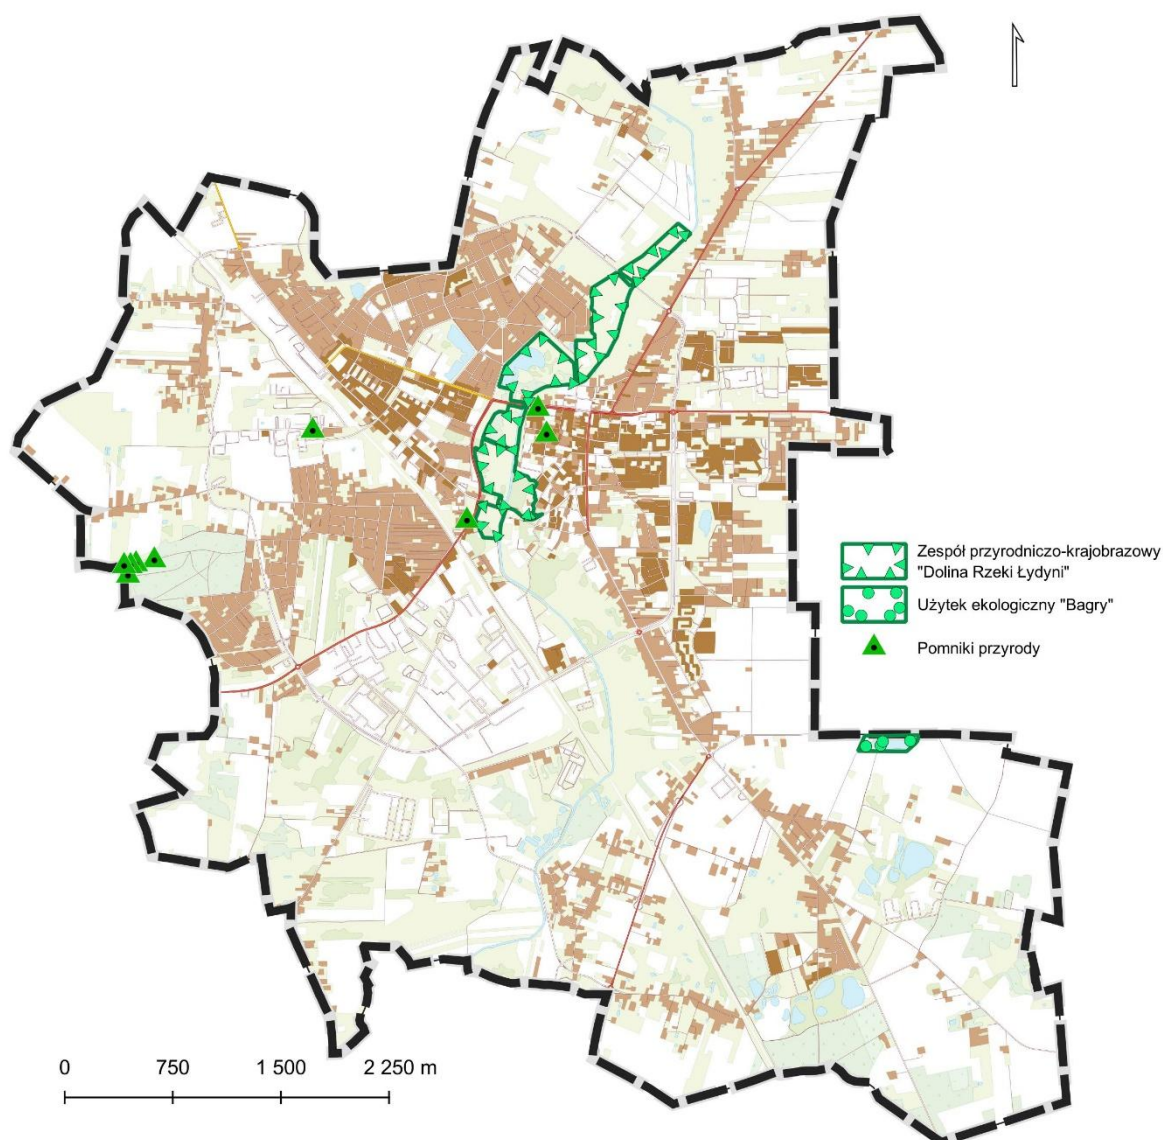 Zespół przyrodniczo-krajobrazowy
"Dolina Rzeki Łydyni"
Użytek ekologiczny "Bagry"
Pomniki przyrody
0 750 1 500 2 250 m